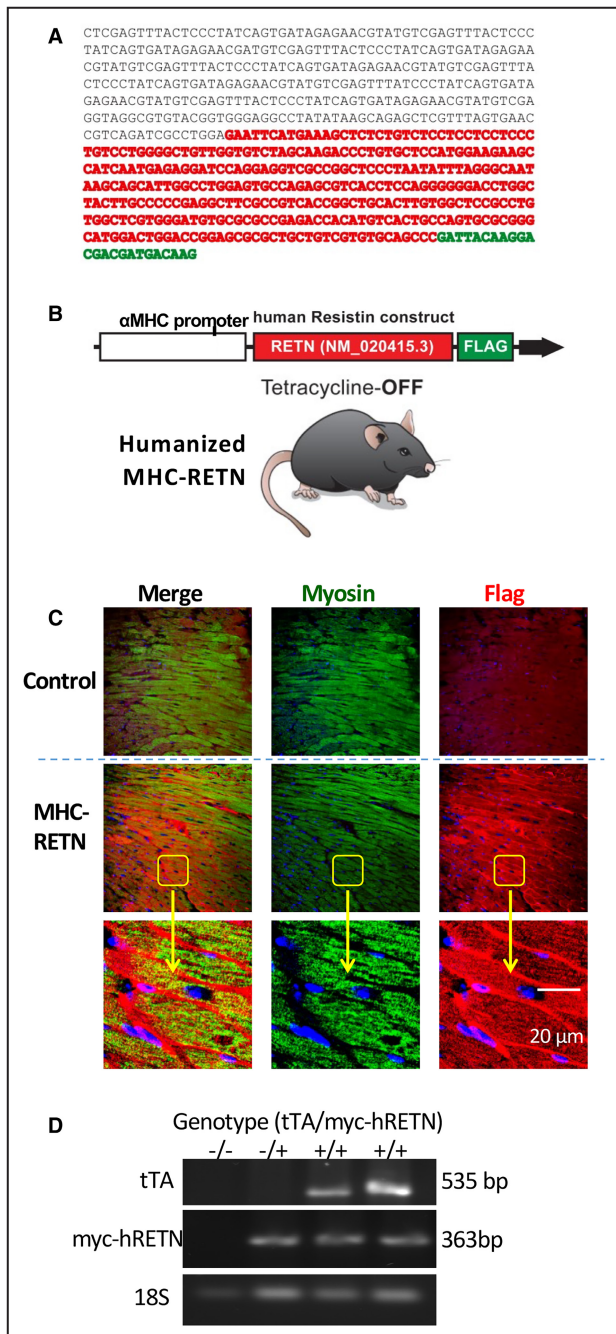 A
CTCGAGTTTACTCCCTATCAGTGATAGAGAACGTATGTCGAGTTTACTCCC
TATCAGTGATAGAGAACGATGTCGAGTTTACTCCCTATCAGTGATAGAGAA
CGTATGTCGAGTTTACTCCCTATCAGTGATAGAGAACGTATGTCGAGTTTA
CTCCCTATCAGTGATAGAGAACGTATGTCGAGTTTATCCCTATCAGTGATA
GAGAACGTATGTCGAGTTTACTCCCTATCAGTGATAGAGAACGTATGTCGA
GGTAGGCGTGTACGGTGGGAGGCCTATATAAGCAGAGCTCGTTTAGTGAAC
CGTCAGATCGCCTGGAGAATTCATGAAAGCTCTCTGTCTCCTCCTCCTCCC
TGTCCTGGGGCTGTTGGTGTCTAGCAAGACCCTGTGCTCCATGGAAGAAGC
CATCAATGAGAGGATCCAGGAGGTCGCCGGCTCCCTAATATTTAGGGCAAT
AAGCAGCATTGGCCTGGAGTGCCAGAGCGTCACCTCCAGGGGGGACCTGGC
TACTTGCCCCCGAGGCTTCGCCGTCACCGGCTGCACTTGTGGCTCCGCCTG
TGGCTCGTGGGATGTGCGCGCCGAGACCACATGTCACTGCCAGTGCGCGGG
CATGGACTGGACCGGAGCGCGCTGCTGTCGTGTGCAGCCCGATTACAAGGA
CGACGATGACAAG
B
αMHC promoter
human Resistin construct
RETN (NM_020415.3)
FLAG
Tetracycline-OFF
Humanized
MHC-RETN
C
Merge
Myosin
Flag
Control
MHC-
RETN
20 µm
D
Genotype (tTA/myc-hRETN)
-/- -/+ +/+ +/+
tTA
535 bp
myc-hRETN
363bp
18S